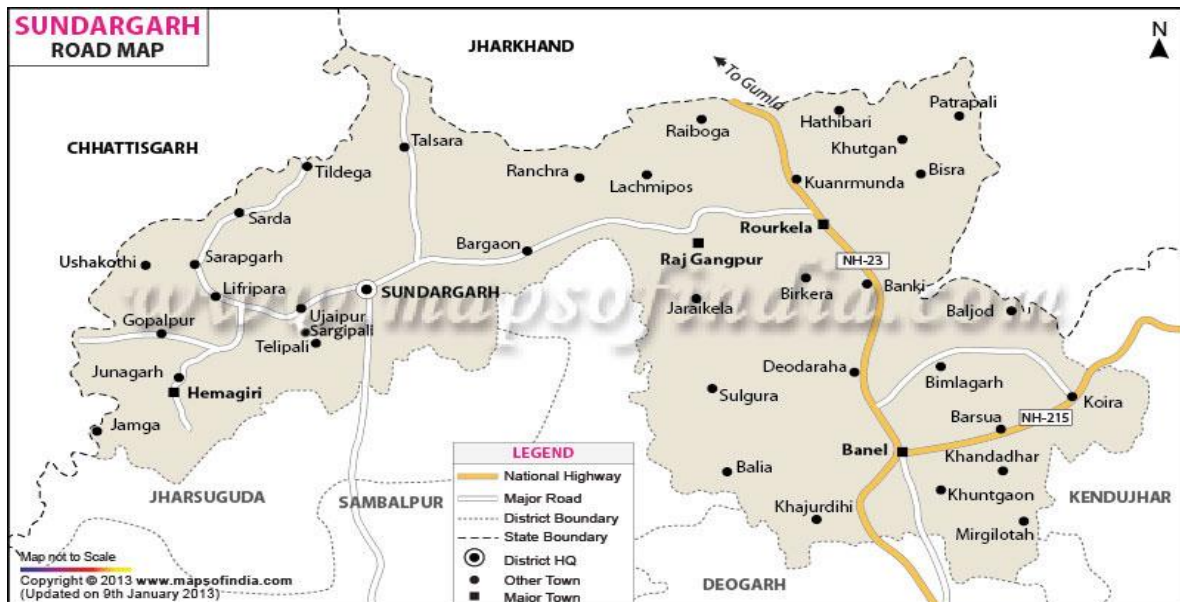 SUNDARGARH
ROAD MAP
JHARKHAND
N
To Gumla
CHHATTISGARH
Patrapali
Hathibari
Raiboga
Khutgan
Talsara
Tildega
Ranchra
Lachmipos
Kuanrmunda
Bisra
Sarda
Rourkela
Bargaon
Raj Gangpur
NH-23
Ushakothi
Sarapgarh
Lifripara
SUNDARGARH
Birkera
Banki
Jaraikela
Baljod
www.mapsofindia.com
Gopalpur
Ujaipur
Sargipali
Telipali
Junagarh
Hemagiri
Deodaraha
Bimlagarh
Sulgura
Koira
Barsua
NH-215
Jamga
Banel
Khandadhar
Balia
Khuntgaon
KENDUJHAR
JHARSUGUDA
SAMBALPUR
Khajurdihi
Mirgilotah
DEOGARH
LEGEND
National Highway
Major Road
District Boundary
State Boundary
District HQ
Other Town
Major Town
Map not to Scale
Copyright © 2013 www.mapsofindia.com
(Updated on 9th January 2013)